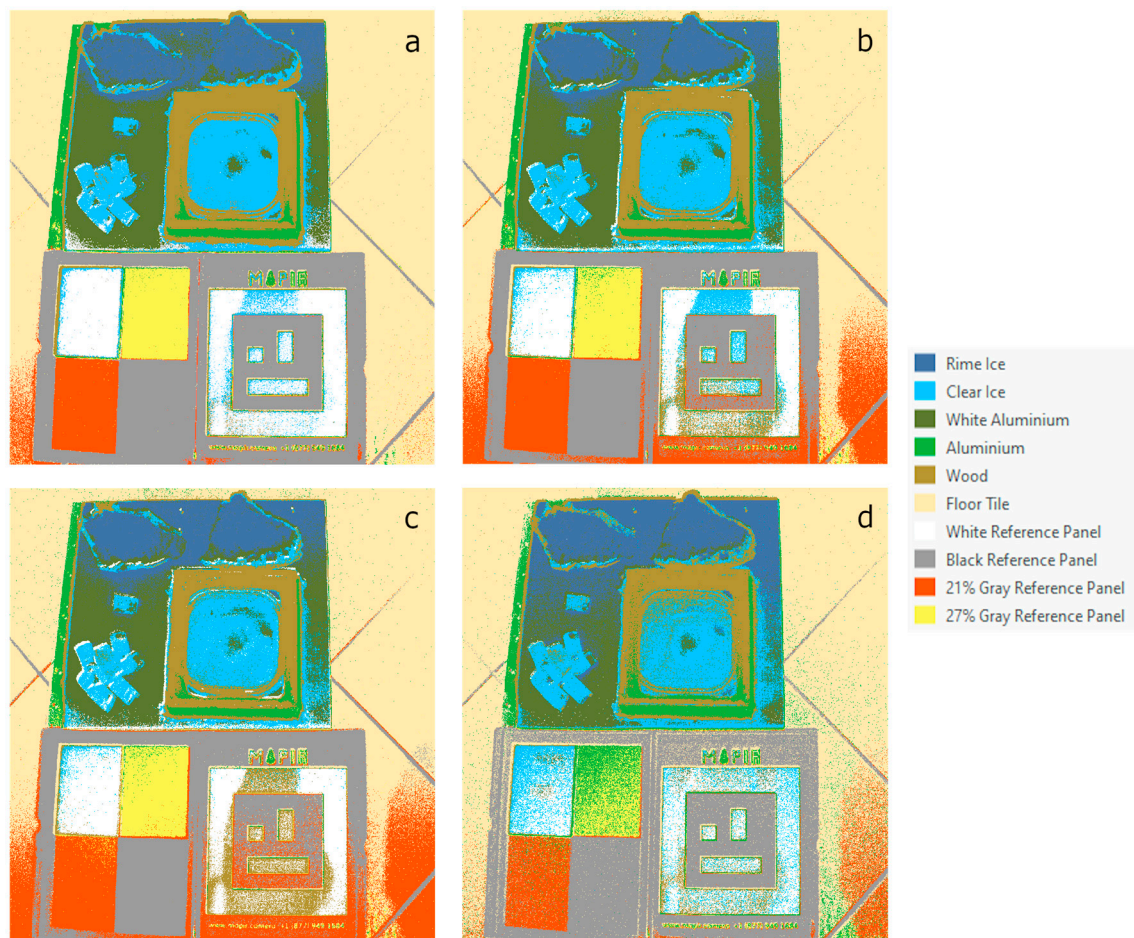 a
b
MAPIR
MAPIR
Rime Ice
Clear Ice
White Aluminium
Aluminium
Wood
Floor Tile
White Reference Panel
Black Reference Panel
21% Gray Reference Panel
27% Gray Reference Panel
c
d
MAPIR
MAPIR